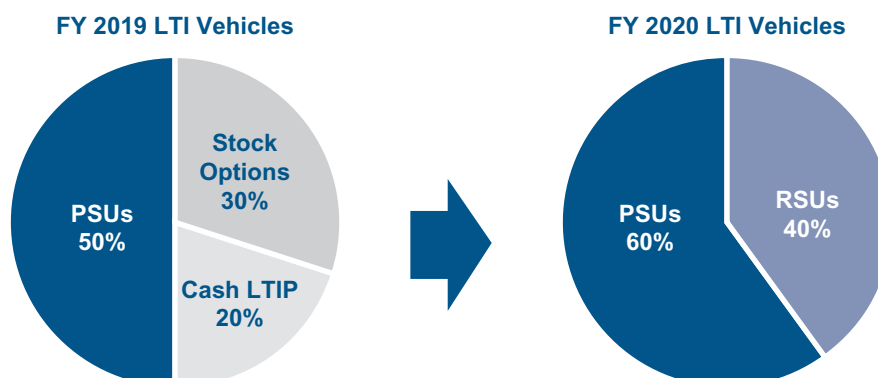 FY 2019 LTI Vehicles
Stock
Options
30%
PSUs
50%
Cash LTIP
20%
FY 2020 LTI Vehicles
PSUs
60%
RSUs
40%